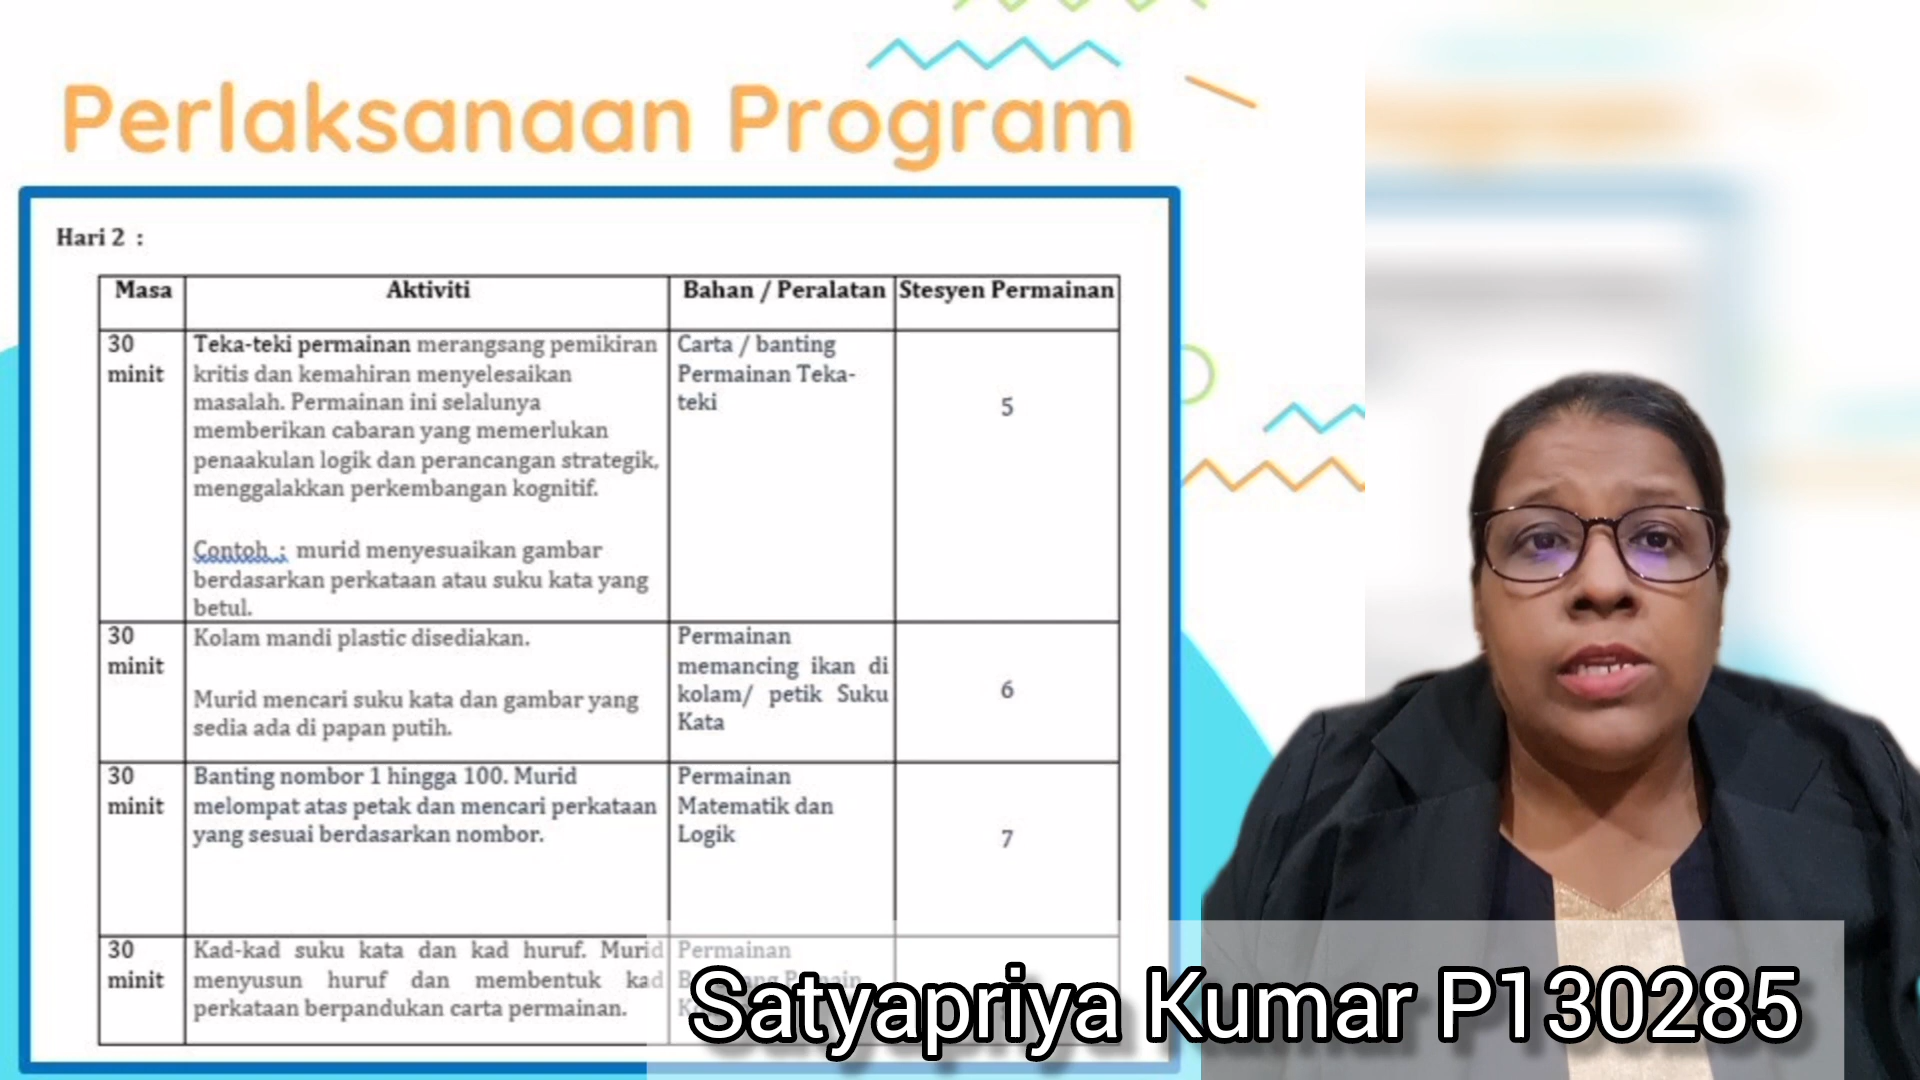 Perlaksanaan Program
Hari 2 :
Masa
Aktiviti
Bahan / Peralatan
Stesyen Permainan
30
minit
Teka-teki permainan merangsang pemikiran
kritis dan kemahiran menyelesaikan
masalah. Permainan ini selalunya
memberikan cabaran yang memerlukan
penaakulan logik dan perancangan strategik,
menggalakkan perkembangan kognitif.
Contoh : murid menyesuaikan gambar
berdasarkan perkataan atau suku kata yang
betul.
Carta / banting
Permainan Teka-
teki
5
30
minit
Kolam mandi plastic disediakan.
Murid mencari suku kata dan gambar yang
sedia ada di papan putih.
Permainan
memancing ikan di
kolam/ petik Suku
Kata
6
30
minit
Banting nombor 1 hingga 100. Murid
melompat atas petak dan mencari perkataan
yang sesuai berdasarkan nombor.
Permainan
Matematik dan
Logik
7
30
minit
Kad-kad suku kata dan kad huruf. Murid
menyusun huruf dan membentuk kad
perkataan berpandukan carta permainan.
Permainan
Satyapriya Kumar P130285